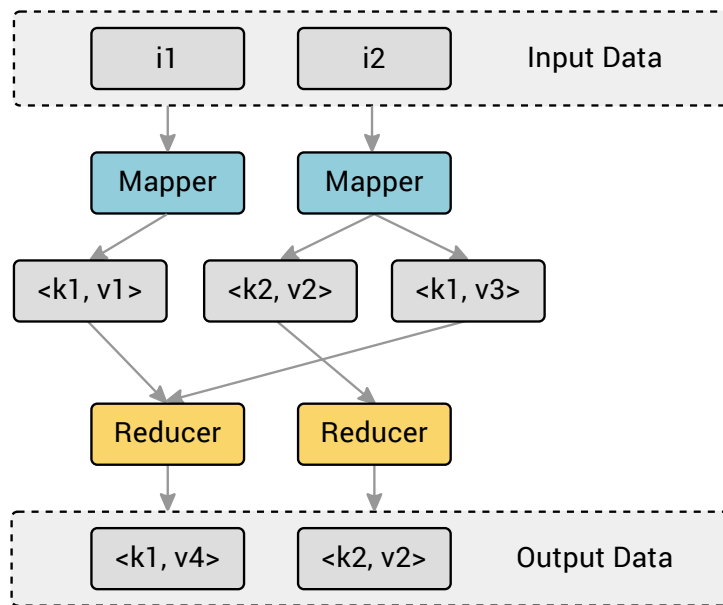 i1
i2
Input Data
Mapper
Mapper
<k1, v1>
<k2, v2>
<k1, v3>
Reducer
Reducer
<k1, v4>
<k2, v2>
Output Data